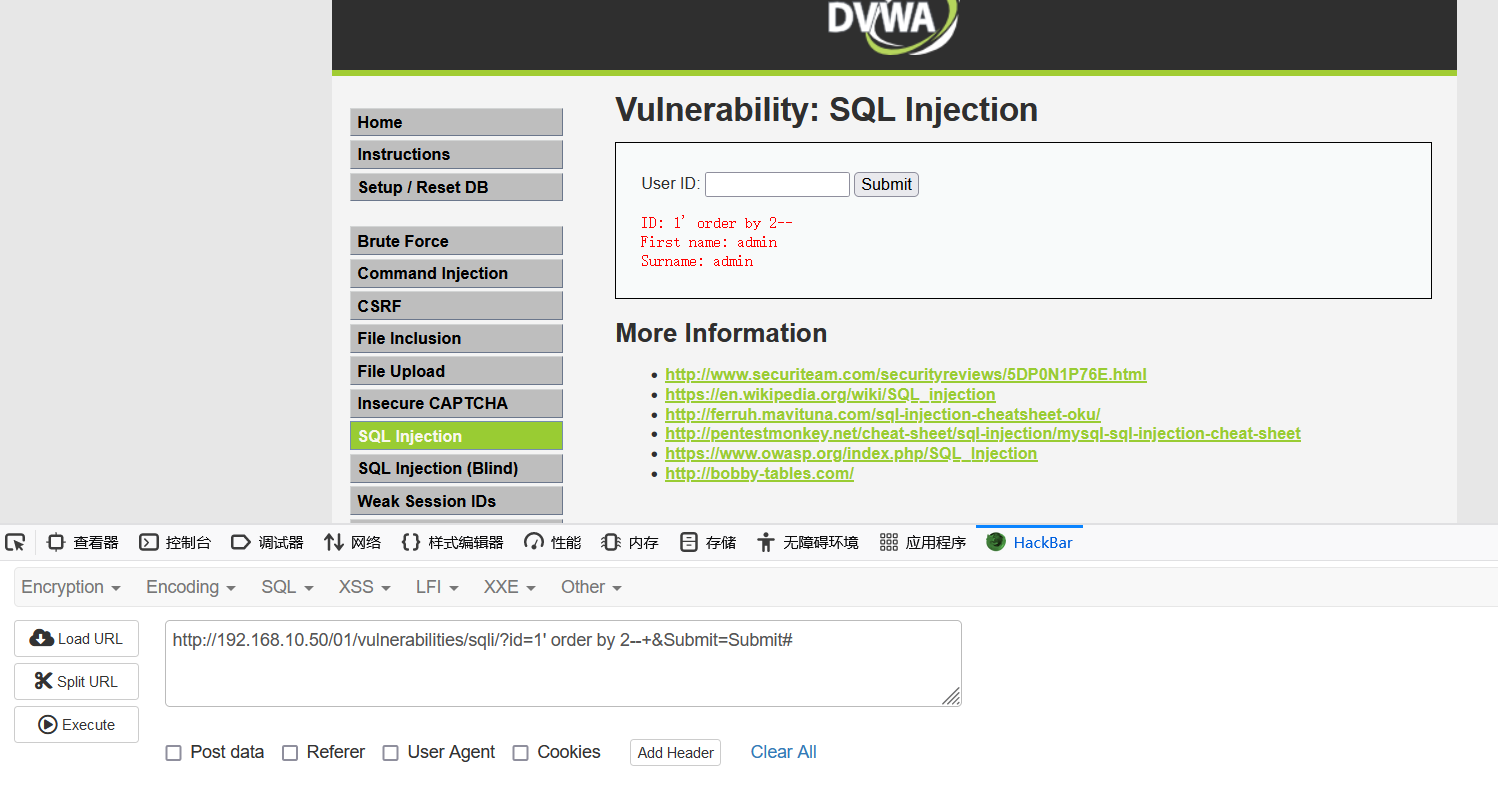 DVWA
Vulnerability: SQL Injection
Home
Instructions
Setup / Reset DB
Brute Force
Command Injection
CSRF
File Inclusion
File Upload
Insecure CAPTCHA
SQL Injection
SQL Injection (Blind)
Weak Session IDs
User ID: Submit
ID: 1' order by 2--
First name: admin
Surname: admin
More Information
• http://www.securiteam.com/securityreviews/5DP0N1P76E.html
• https://en.wikipedia.org/wiki/SQL_injection
• http://ferruh.mavituna.com/sql-injection-cheatsheet-oku/
• http://pentestmonkey.net/cheat-sheet/sql-injection/mysql-sql-injection-cheat-sheet
• https://www.owasp.org/index.php/SQL_Injection
• http://bobby-tables.com/
查看器 控制台 调试器 网络 样式编辑器 性能 内存 存储 无障碍环境 应用程序 HackBar
Encryption Encoding SQL XSS LFI XXE Other
Load URL
Split URL
Execute
http://192.168.10.50/01/vulnerabilities/sqli/?id=1' order by 2--+&Submit=Submit#
Post data Referer User Agent Cookies Add Header Clear All